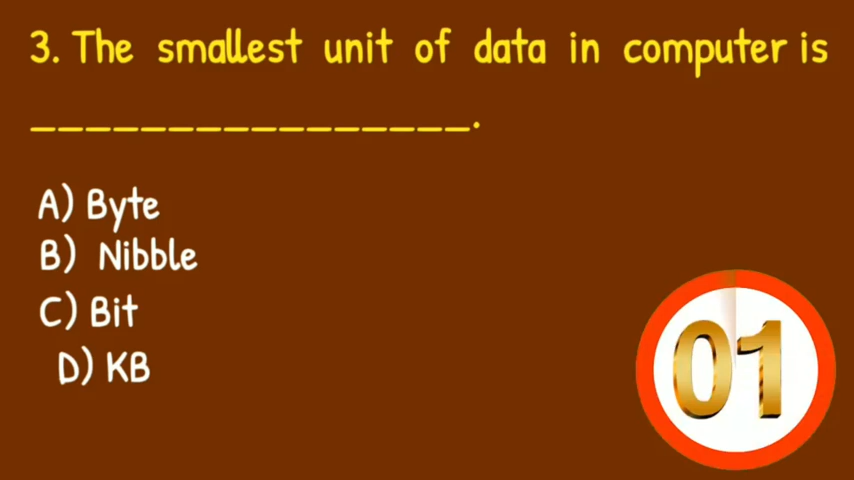 3. The smallest unit of data in computer is
_________________.
A) Byte
B) Nibble
C) Bit
D) KB
01